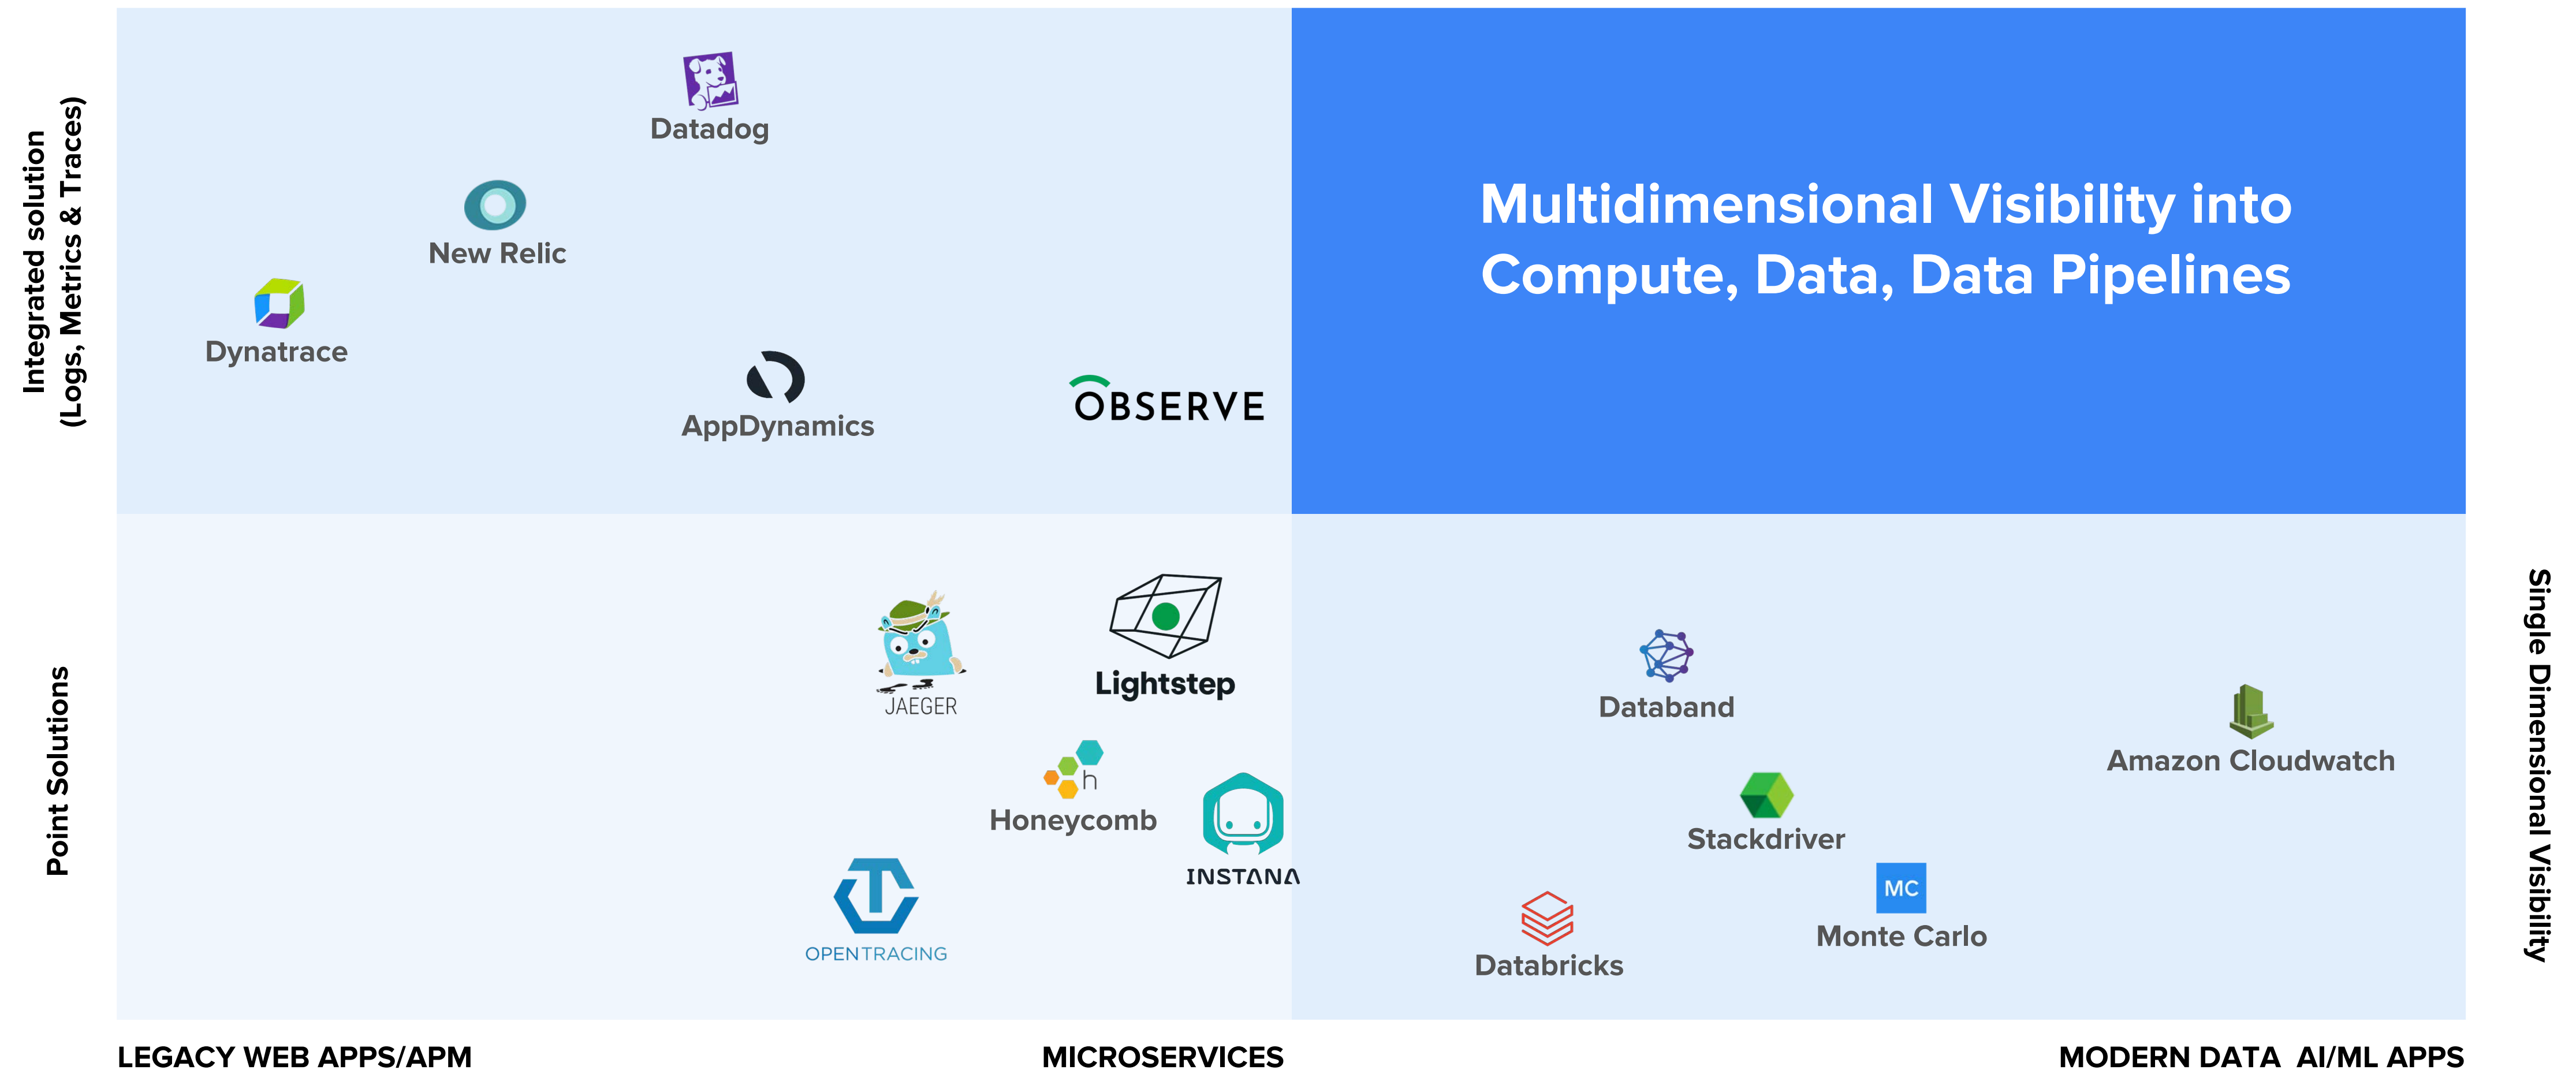 Integrated solution
(Logs, Metrics & Traces)
Datadog
New Relic
Dynatrace
AppDynamics
OBSERVE
Multidimensional Visibility into
Compute, Data, Data Pipelines
Point Solutions
JAEGER
Lightstep
h
Honeycomb
INSTANA
OPENTRACING
Databand
Amazon Cloudwatch
Stackdriver
MC
Monte Carlo
Databricks
Single Dimensional Visibility
LEGACY WEB APPS/APM
MICROSERVICES
MODERN DATA AI/ML APPS